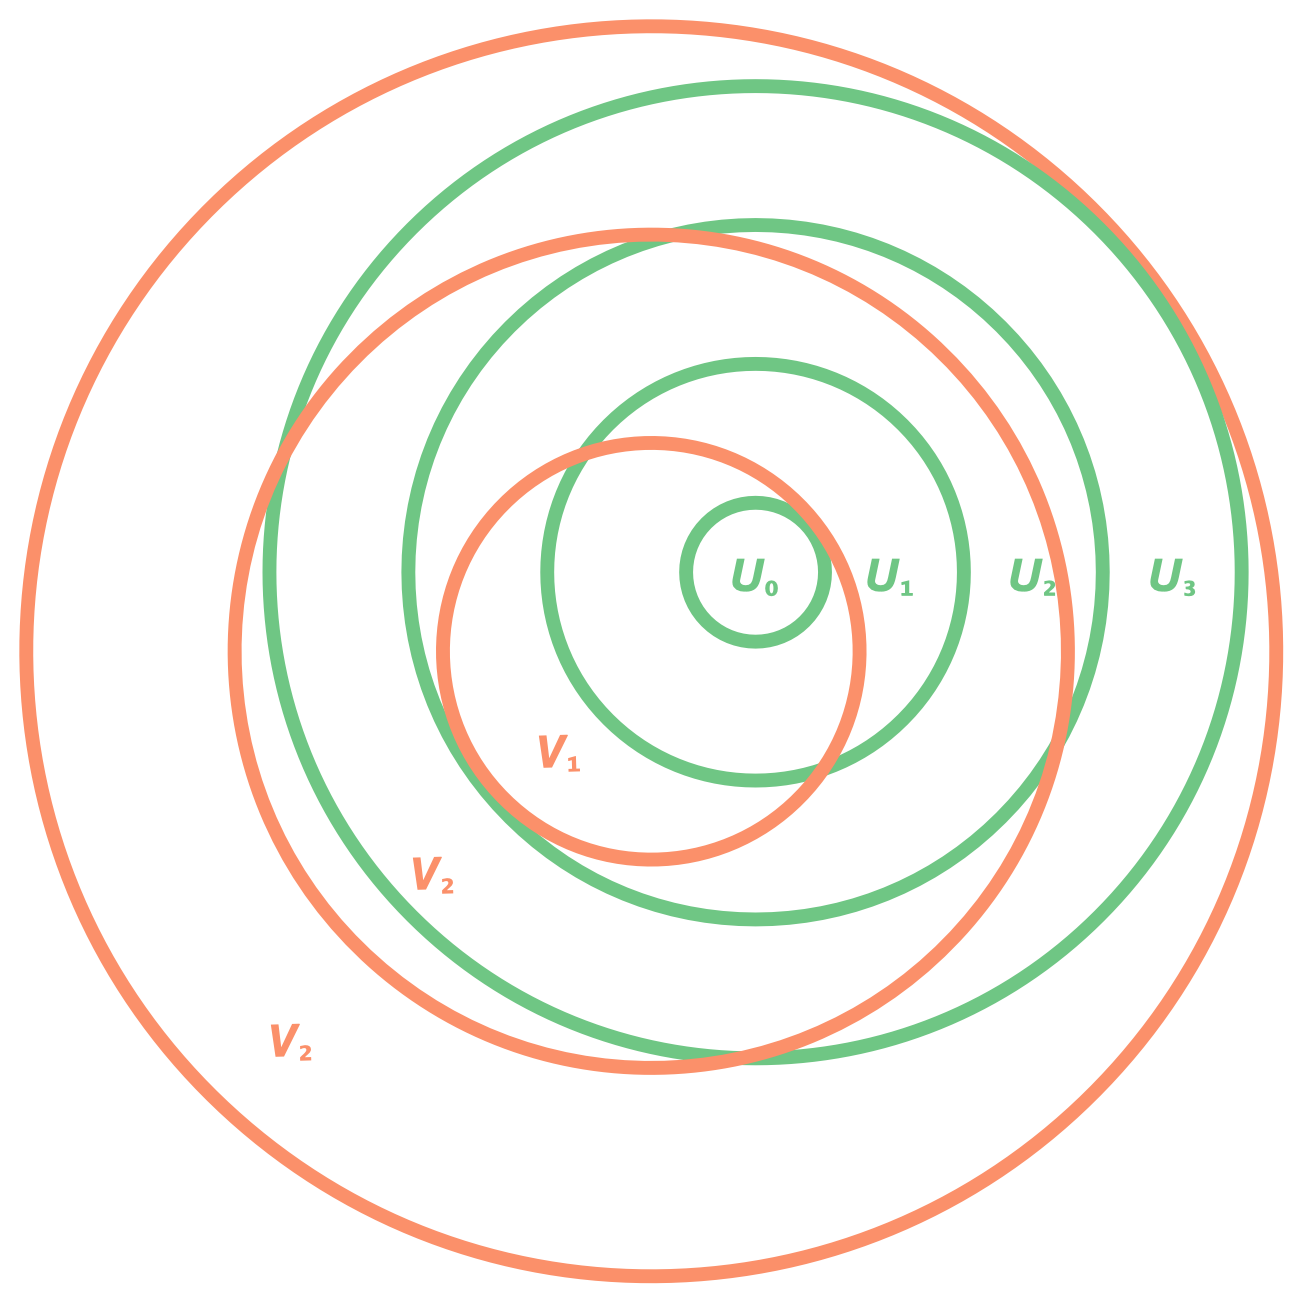 U₀ U₁ U₂ U₃
V₁
V₂
V₂